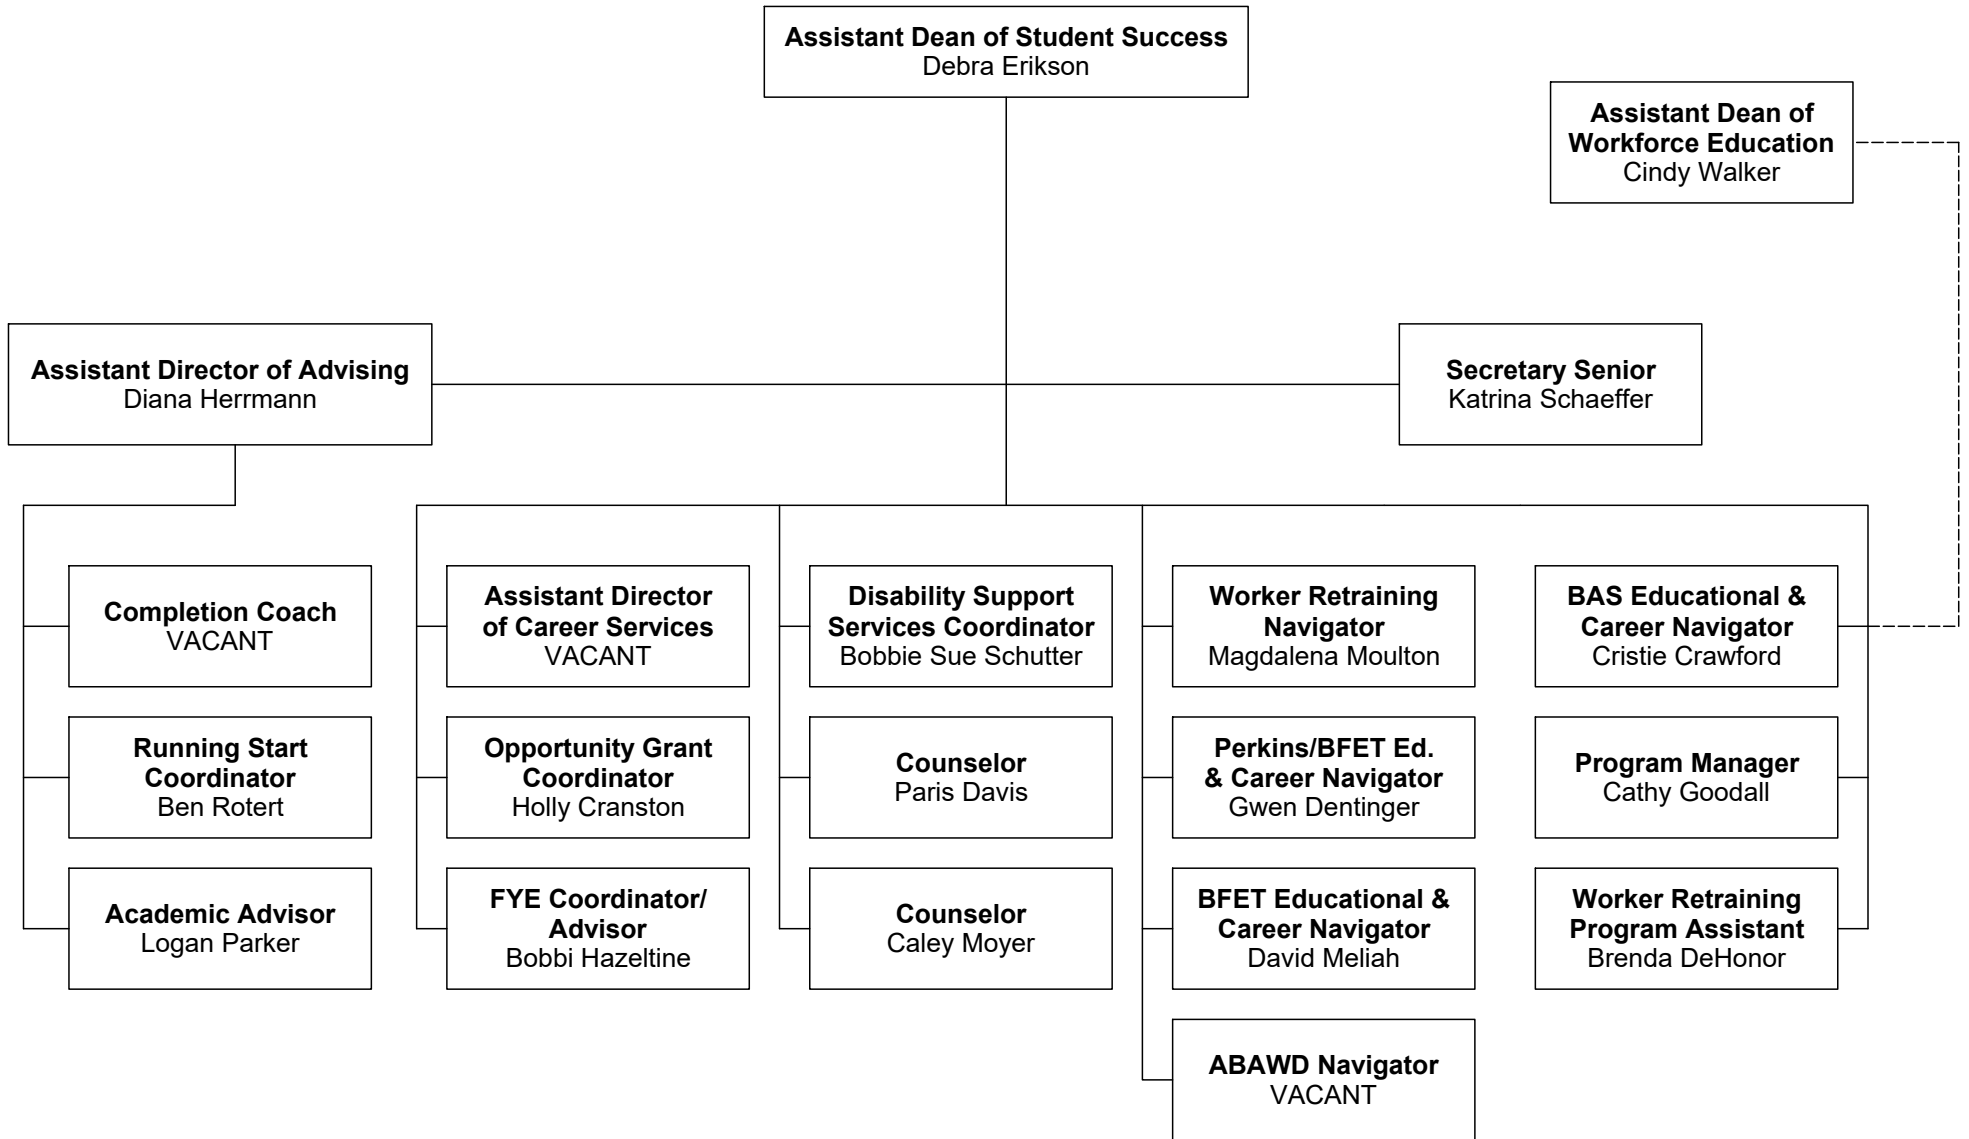 Assistant Dean of Student Success
Debra Erikson
Assistant Dean of
Workforce Education
Cindy Walker
Assistant Director of Advising
Diana Herrmann
Secretary Senior
Katrina Schaeffer
Completion Coach
VACANT
Running Start
Coordinator
Ben Rotert
Academic Advisor
Logan Parker
Assistant Director
of Career Services
VACANT
Opportunity Grant
Coordinator
Holly Cranston
FYE Coordinator/
Advisor
Bobbi Hazeltine
Disability Support
Services Coordinator
Bobbie Sue Schutter
Counselor
Paris Davis
Counselor
Caley Moyer
Worker Retraining
Navigator
Magdalena Moulton
Perkins/BFET Ed.
& Career Navigator
Gwen Dentinger
BFET Educational &
Career Navigator
David Meliah
ABAWD Navigator
VACANT
BAS Educational &
Career Navigator
Cristie Crawford
Program Manager
Cathy Goodall
Worker Retraining
Program Assistant
Brenda DeHonor